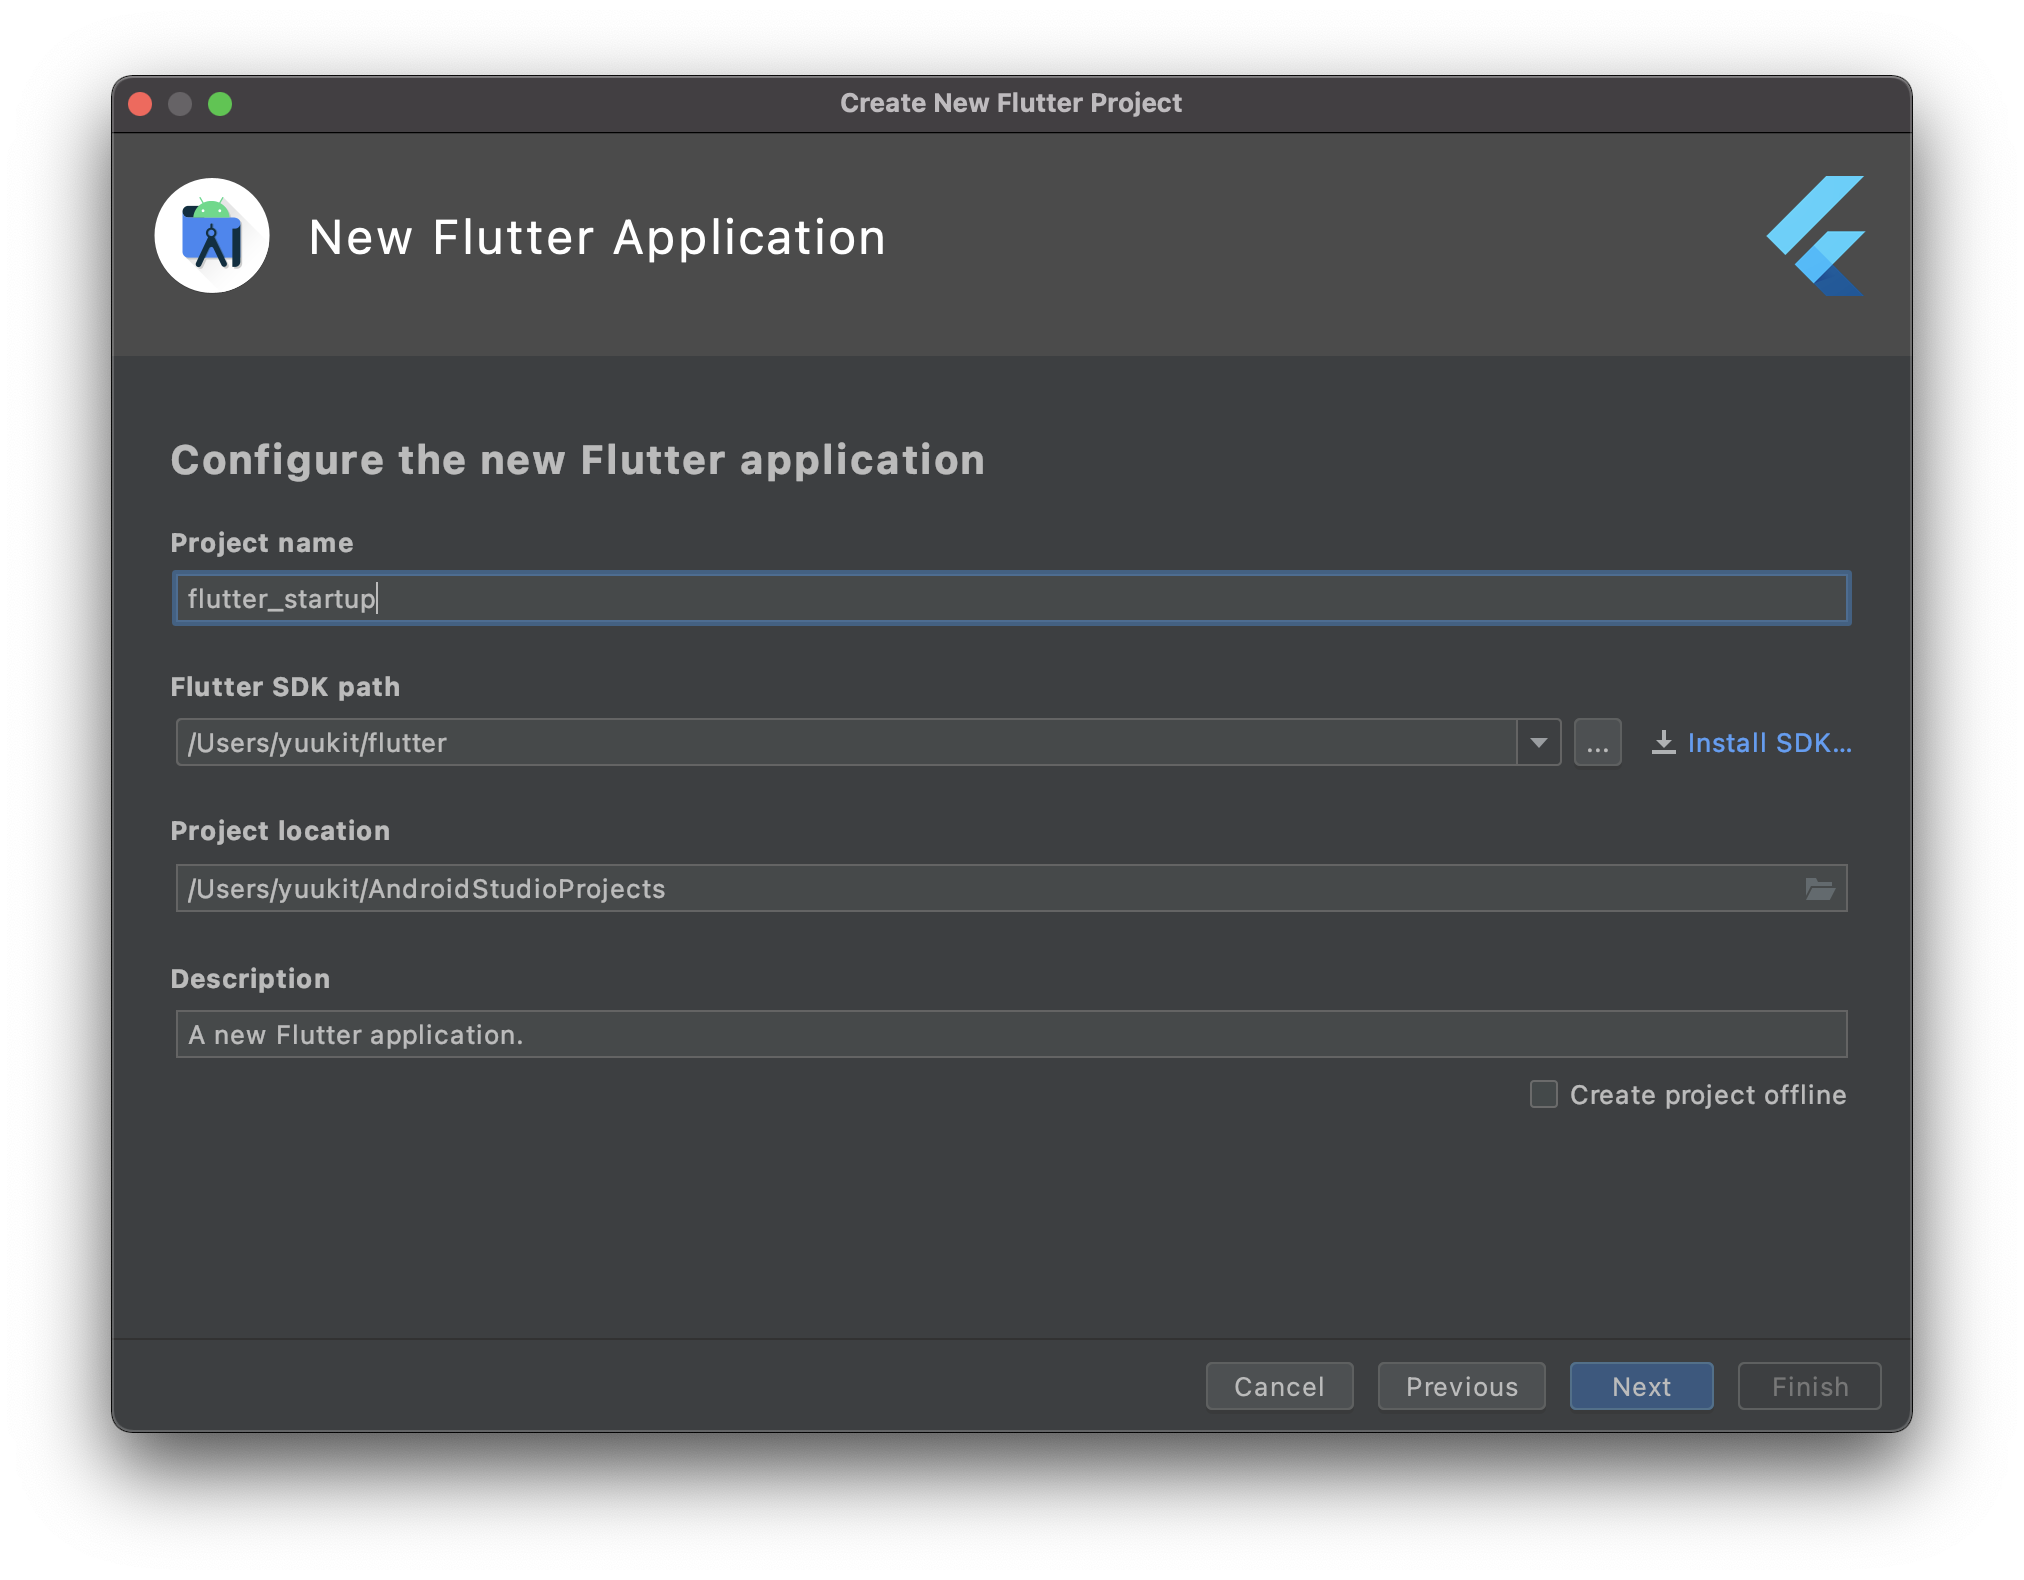 Create New Flutter Project
New Flutter Application
Configure the new Flutter application
Project name
flutter_startup
Flutter SDK path
/Users/yuukit/flutter ... Install SDK...
Project location
/Users/yuukit/AndroidStudioProjects
Description
A new Flutter application.
Create project offline
Cancel Previous Next Finish